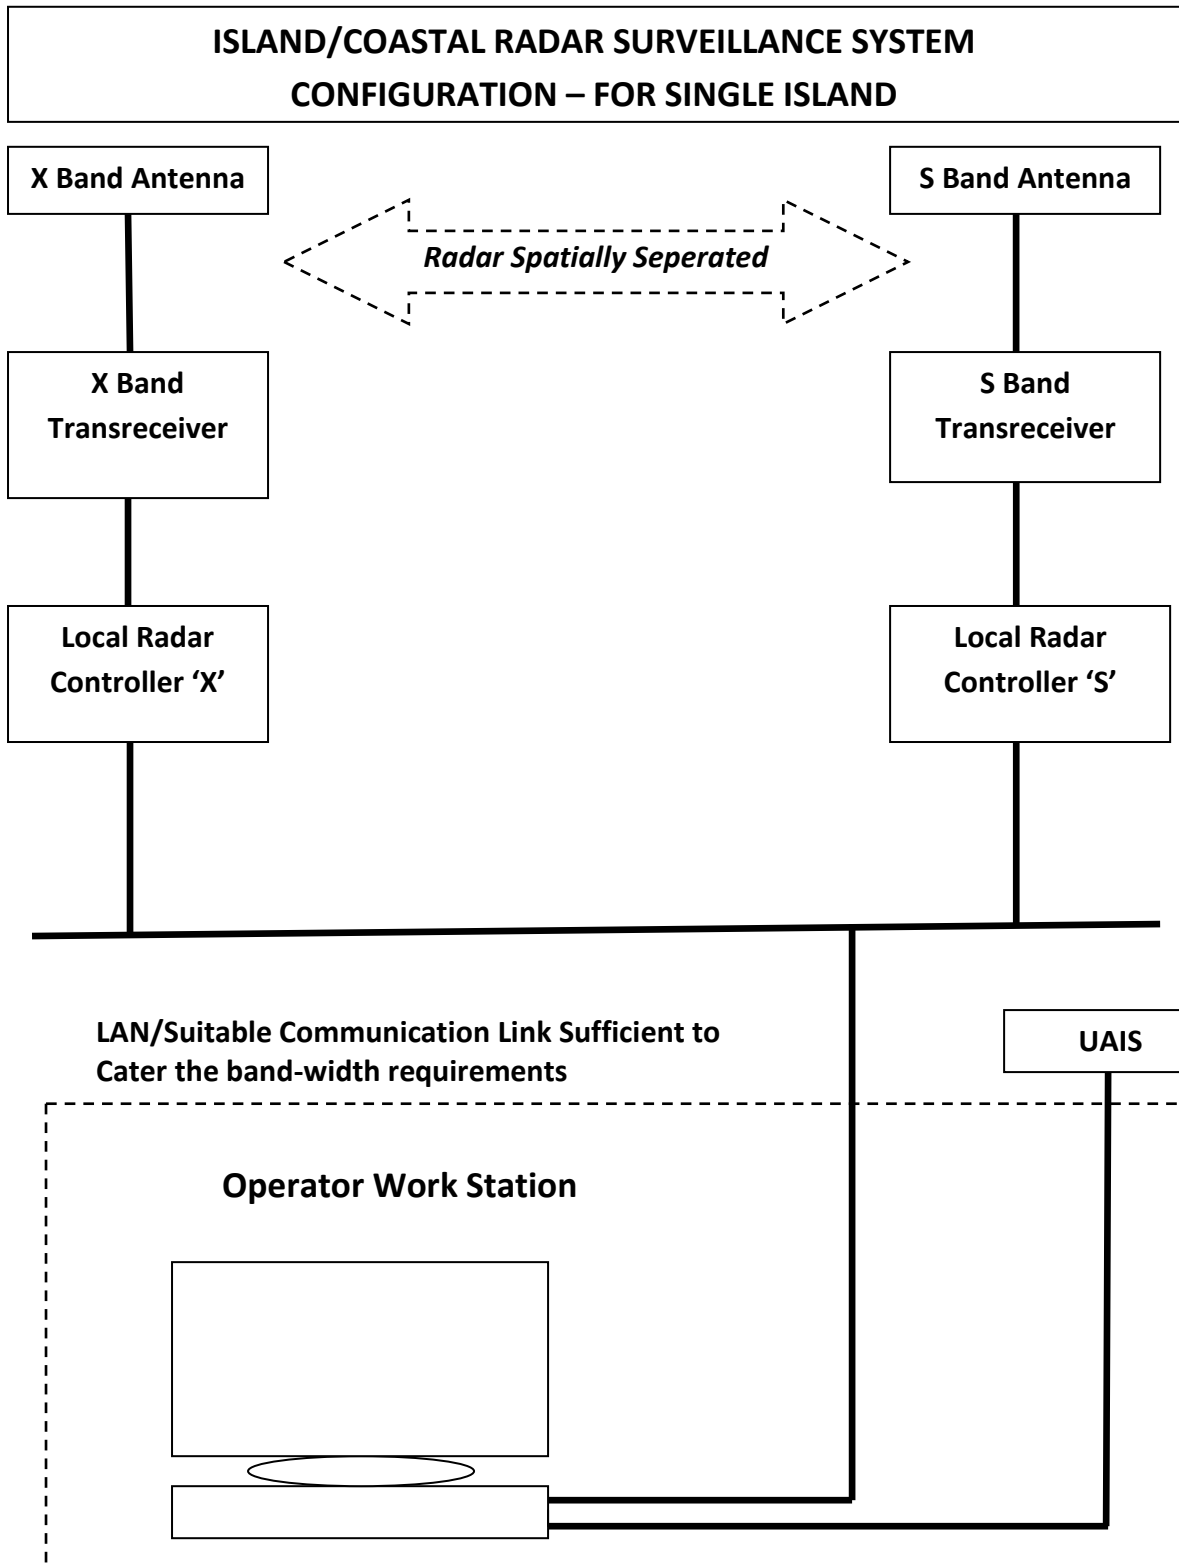 ISLAND/COASTAL RADAR SURVEILLANCE SYSTEM
CONFIGURATION – FOR SINGLE ISLAND
X Band Antenna
S Band Antenna
Radar Spatially Seperated
X Band
Transreceiver
S Band
Transreceiver
Local Radar
Controller ‘X’
Local Radar
Controller ‘S’
LAN/Suitable Communication Link Sufficient to
Cater the band-width requirements
UAIS
Operator Work Station